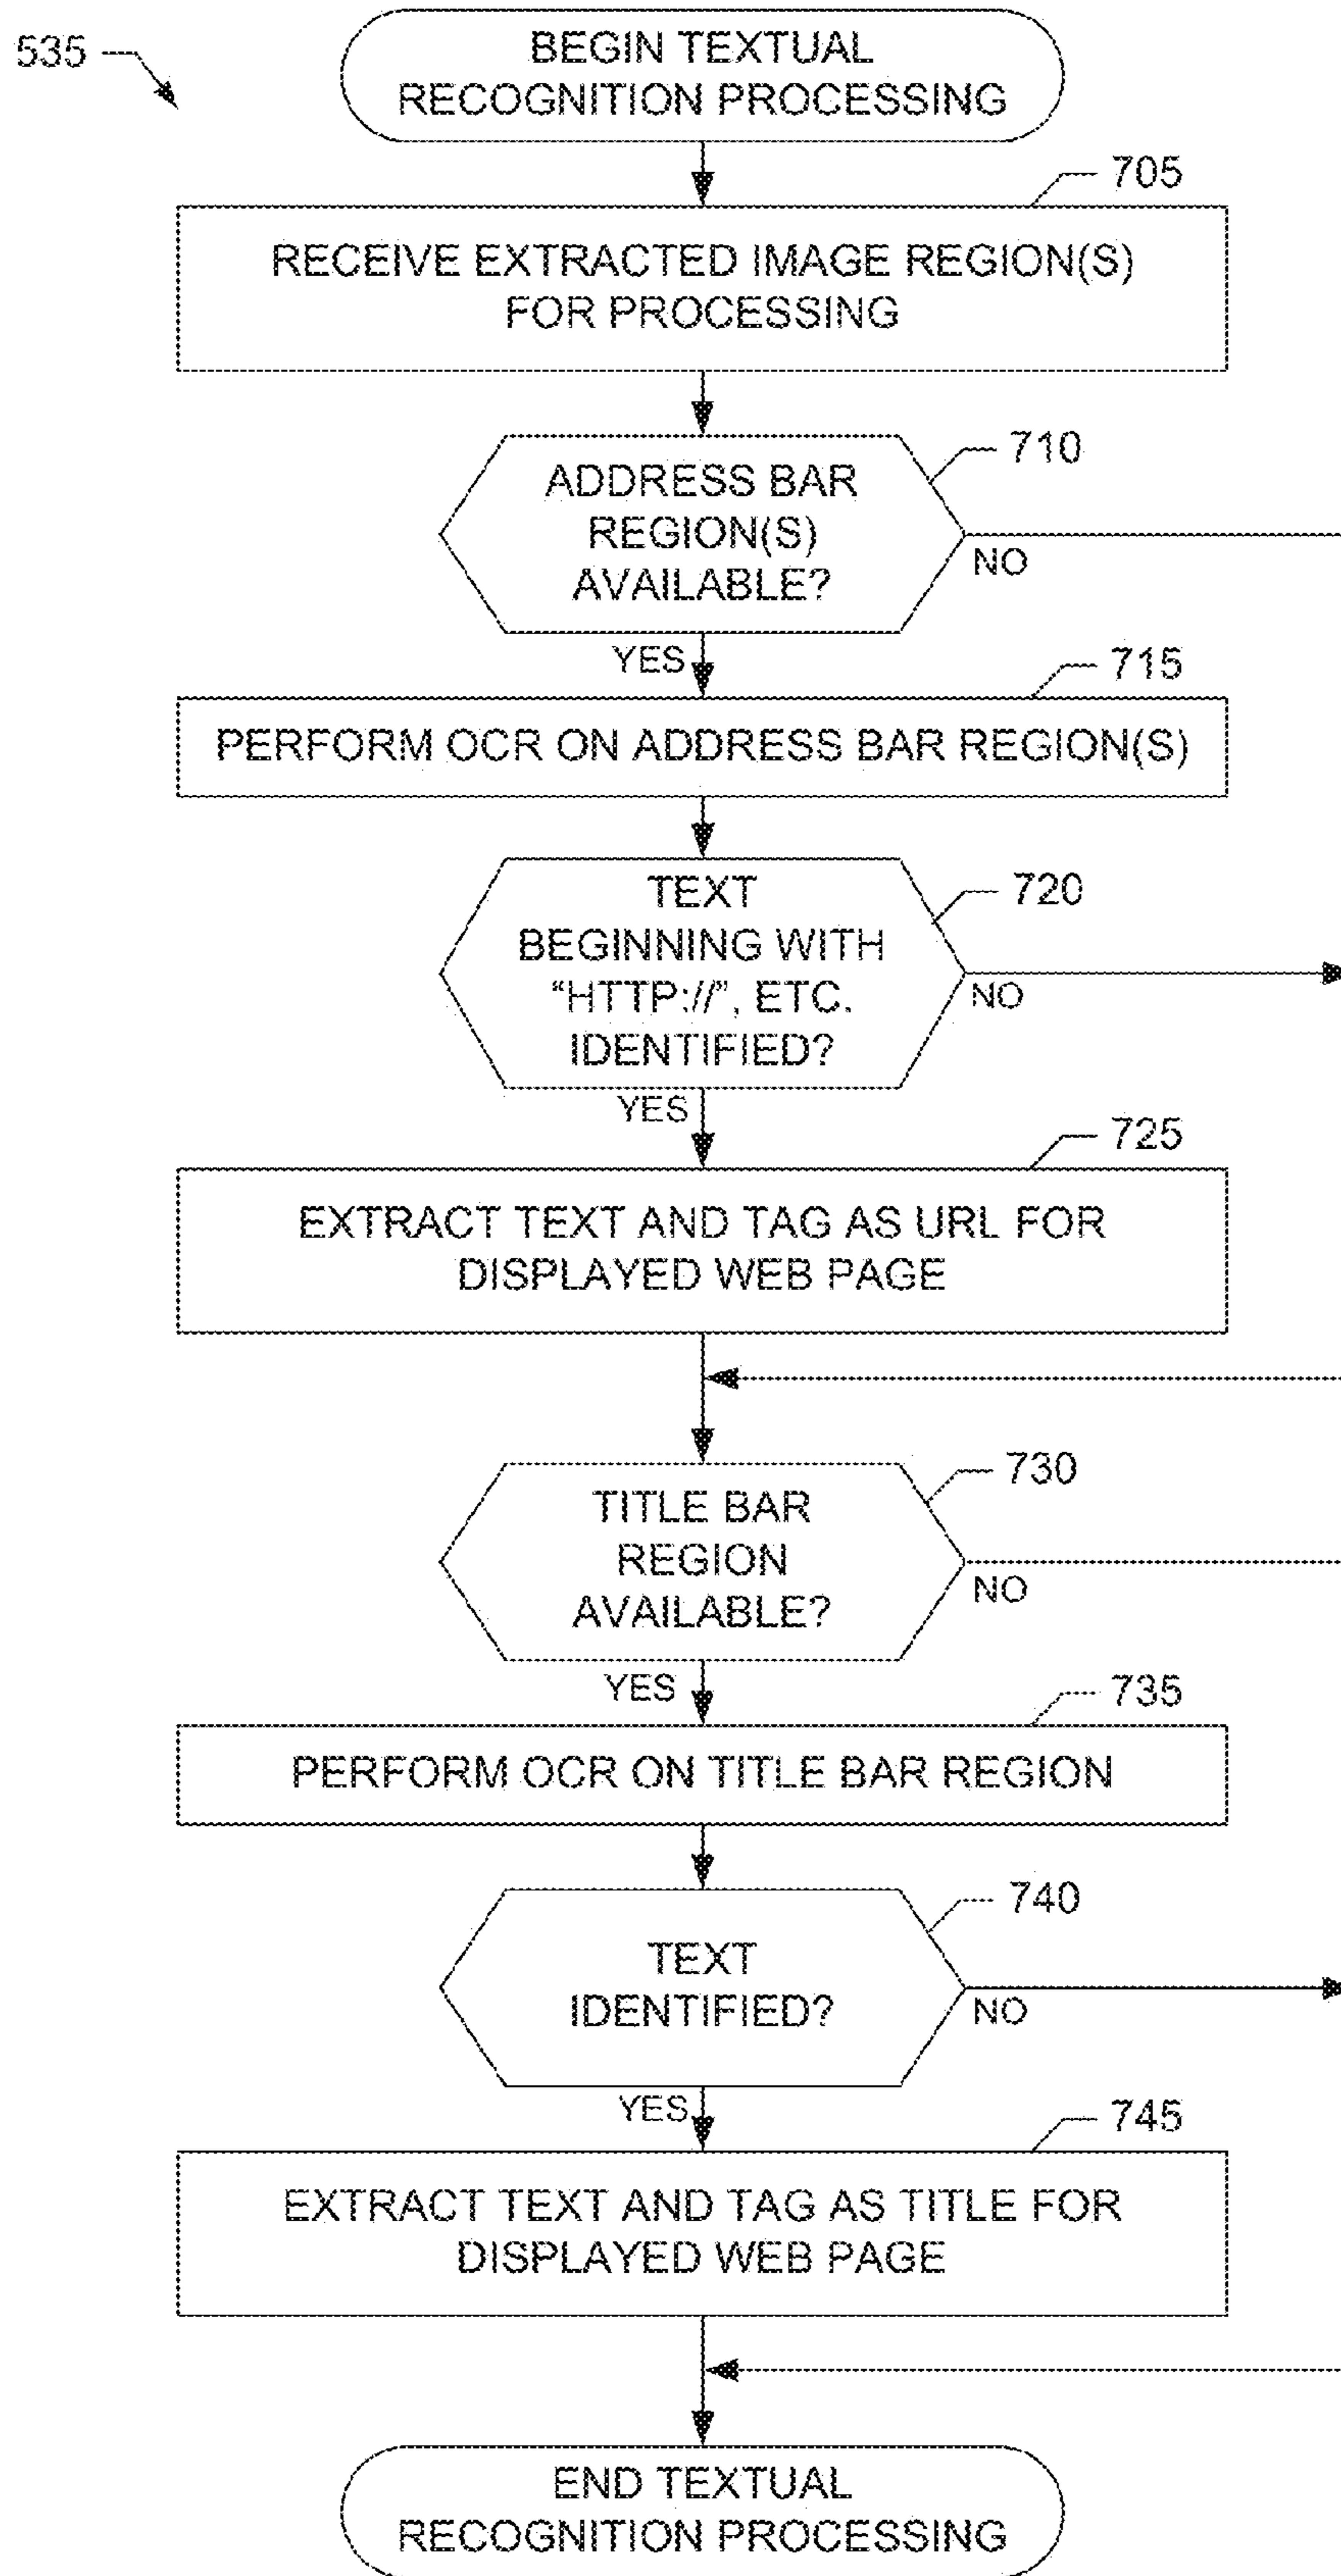 535
BEGIN TEXTUAL
RECOGNITION PROCESSING
705
RECEIVE EXTRACTED IMAGE REGION(S)
FOR PROCESSING
710
ADDRESS BAR
REGION(S)
AVAILABLE?
NO
YES
715
PERFORM OCR ON ADDRESS BAR REGION(S)
720
TEXT
BEGINNING WITH
“HTTP://”, ETC.
IDENTIFIED?
NO
YES
725
EXTRACT TEXT AND TAG AS URL FOR
DISPLAYED WEB PAGE
730
TITLE BAR
REGION
AVAILABLE?
NO
YES
735
PERFORM OCR ON TITLE BAR REGION
740
TEXT
IDENTIFIED?
NO
YES
745
EXTRACT TEXT AND TAG AS TITLE FOR
DISPLAYED WEB PAGE
END TEXTUAL
RECOGNITION PROCESSING